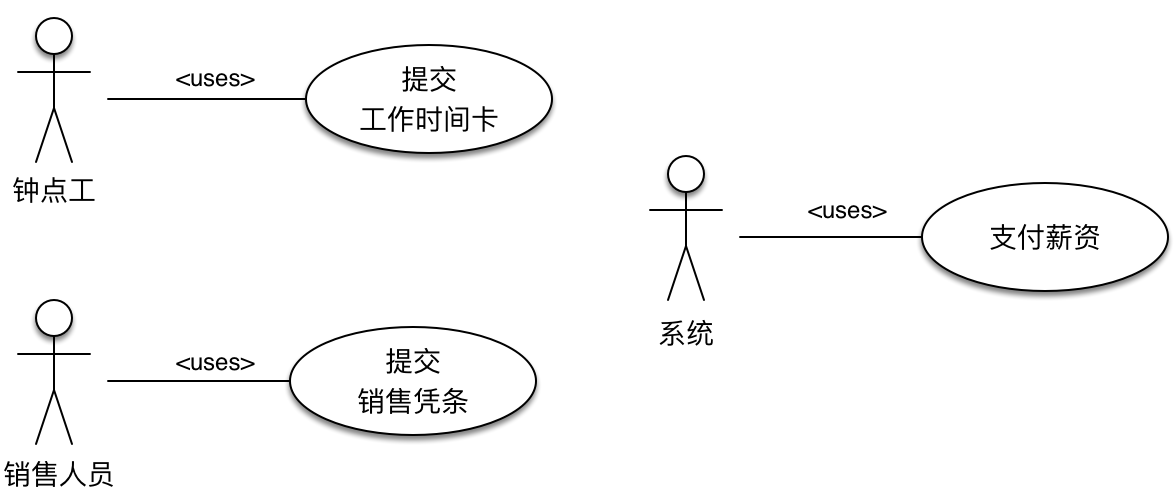 <uses>
提交
工作时间卡
钟点工
<uses>
提交
销售凭条
销售人员
<uses>
支付薪资
系统